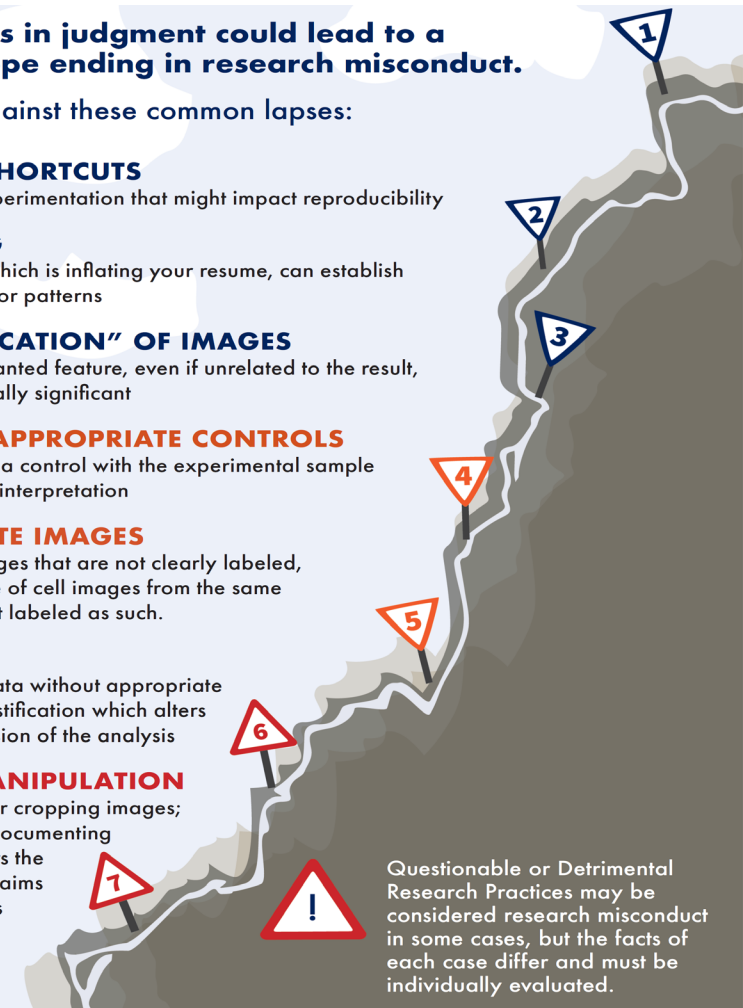 s in judgment could lead to a
pe ending in research misconduct.
ainst these common lapses:
HORTCUTS
perimentation that might impact reproducibility
hich is inflating your resume, can establish
or patterns
CATION” OF IMAGES
anted feature, even if unrelated to the result,
ally significant
APPROPRIATE CONTROLS
a control with the experimental sample
interpretation
TE IMAGES
ges that are not clearly labeled,
of cell images from the same
t labeled as such.
ata without appropriate
stification which alters
ion of the analysis
ANIPULATION
r cropping images;
ocumenting
s the
aims
s
1
2
3
4
5
6
7
!
Questionable or Detrimental
Research Practices may be
considered research misconduct
in some cases, but the facts of
each case differ and must be
individually evaluated.